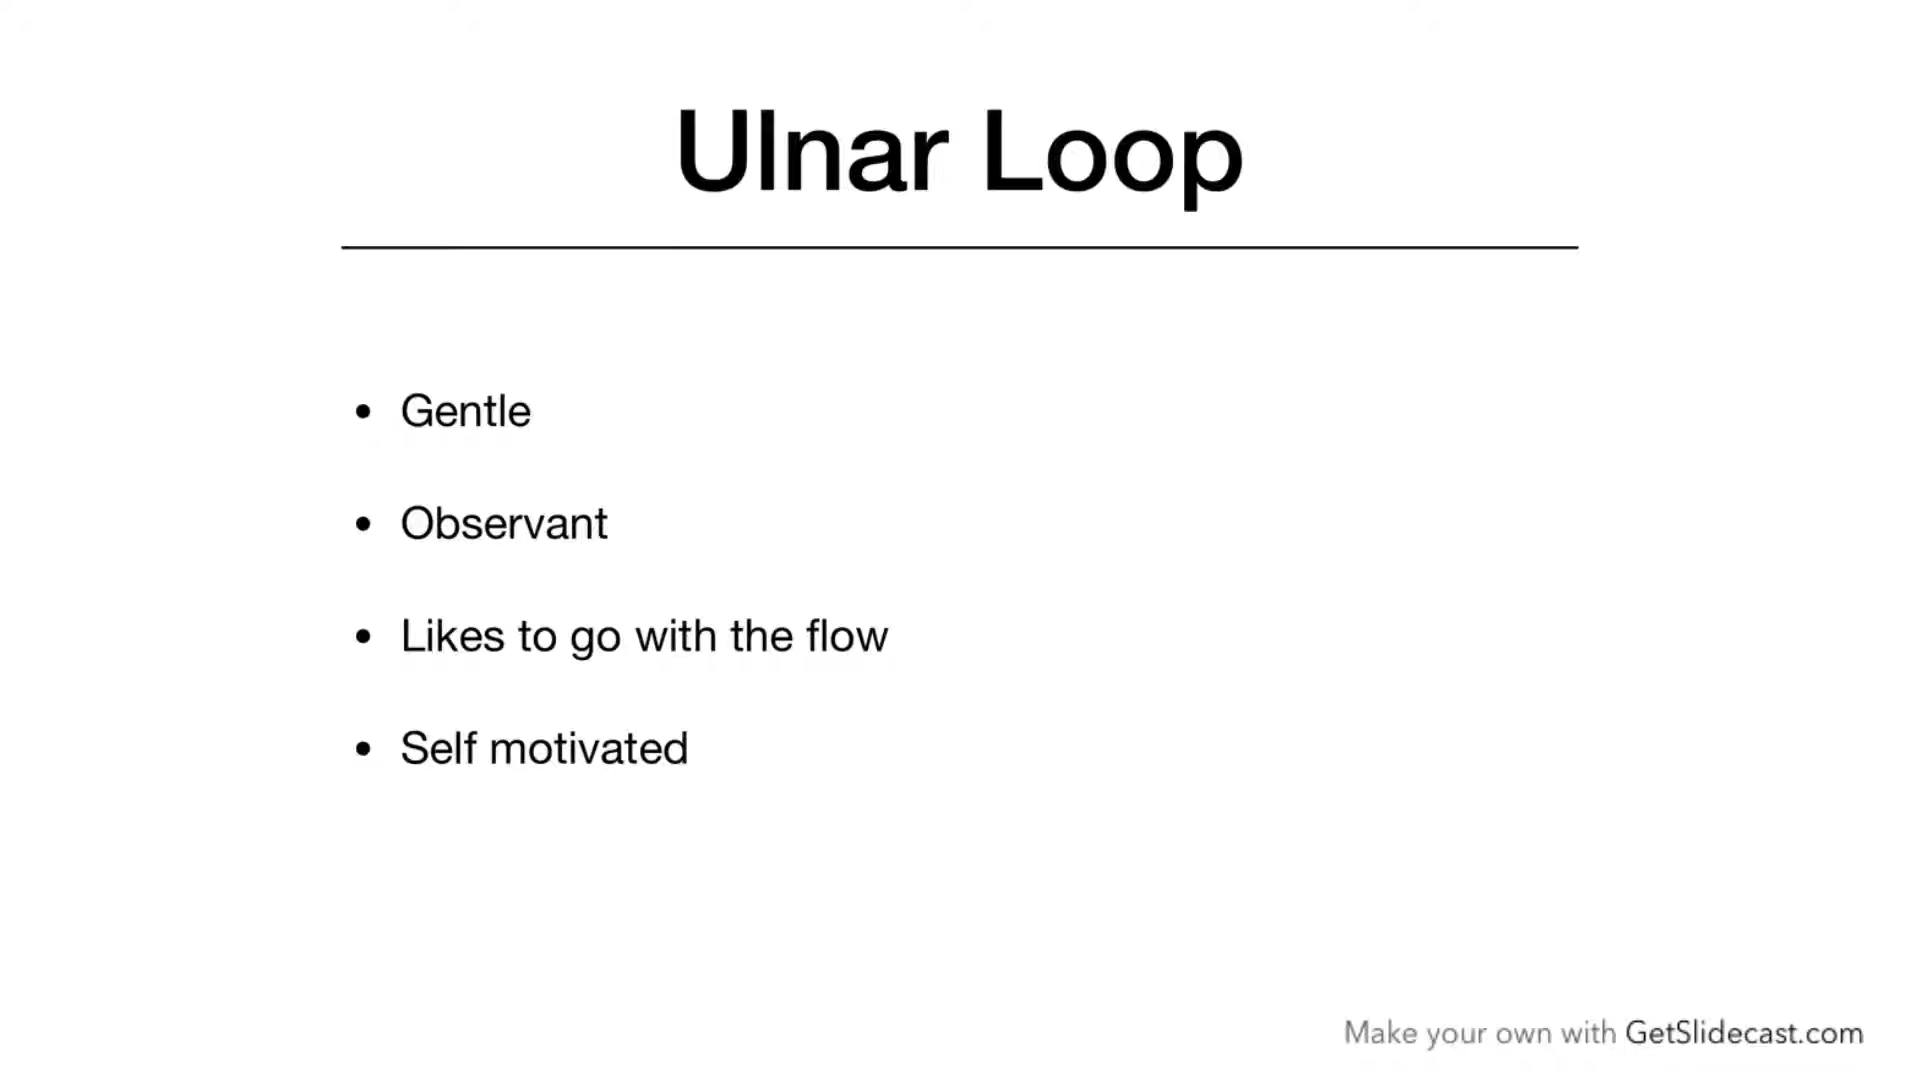 Ulnar Loop
• Gentle
• Observant
• Likes to go with the flow
• Self motivated
Make your own with GetSlidecast.com